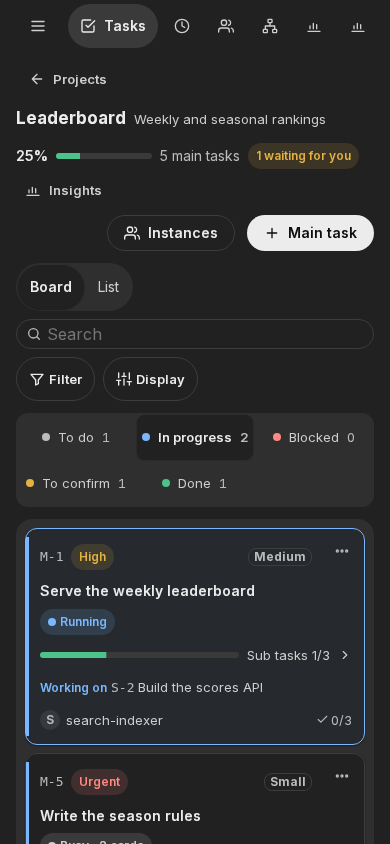 Tasks
Projects
Leaderboard Weekly and seasonal rankings
25% 5 main tasks 1 waiting for you
Insights
Instances Main task
Board List
Search
Filter Display
To do 1 In progress 2 Blocked 0
To confirm 1 Done 1
M-1 High Medium
Serve the weekly leaderboard
Running
Sub tasks 1/3
Working on S-2 Build the scores API
S search-indexer 0/3
M-5 Urgent Small
Write the season rules